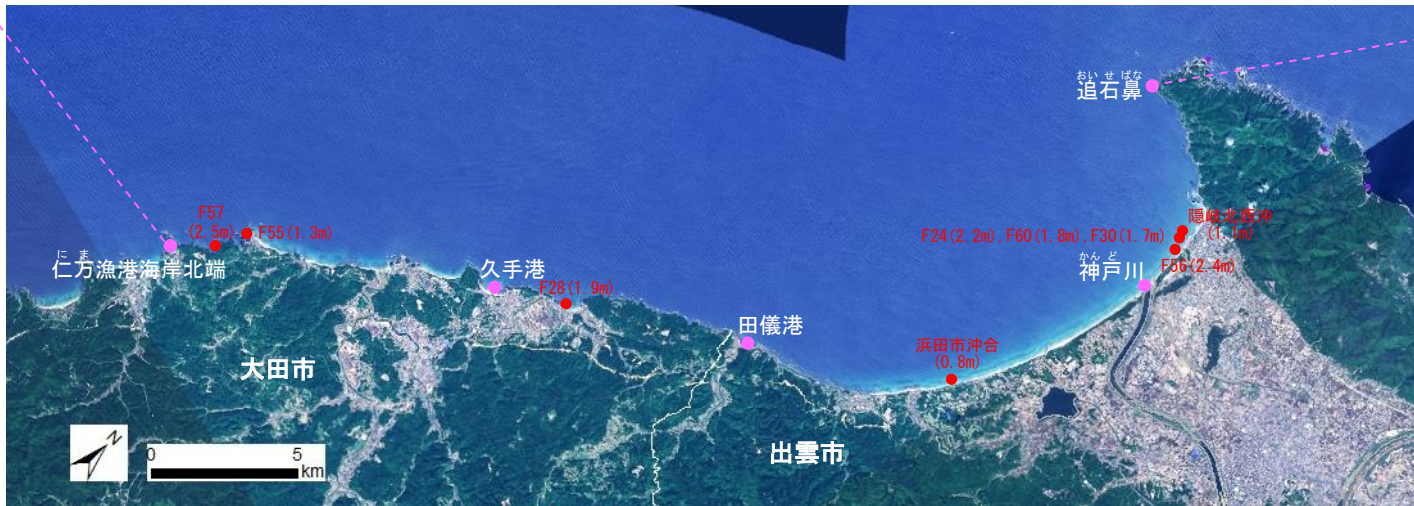 おいせばな
追石鼻
F57
(2.5m)
F55(1.3m)
にま
仁万漁港海岸北端
久手港
F28(1.9m)
田儀港
隠岐北西沖
(1.1m)
F24(2.2m),F60(1.8m),F30(1.7m)
かんど
神戸川
F56(2.4m)
浜田市沖合
(0.8m)
大田市
出雲市
N
0 5
km